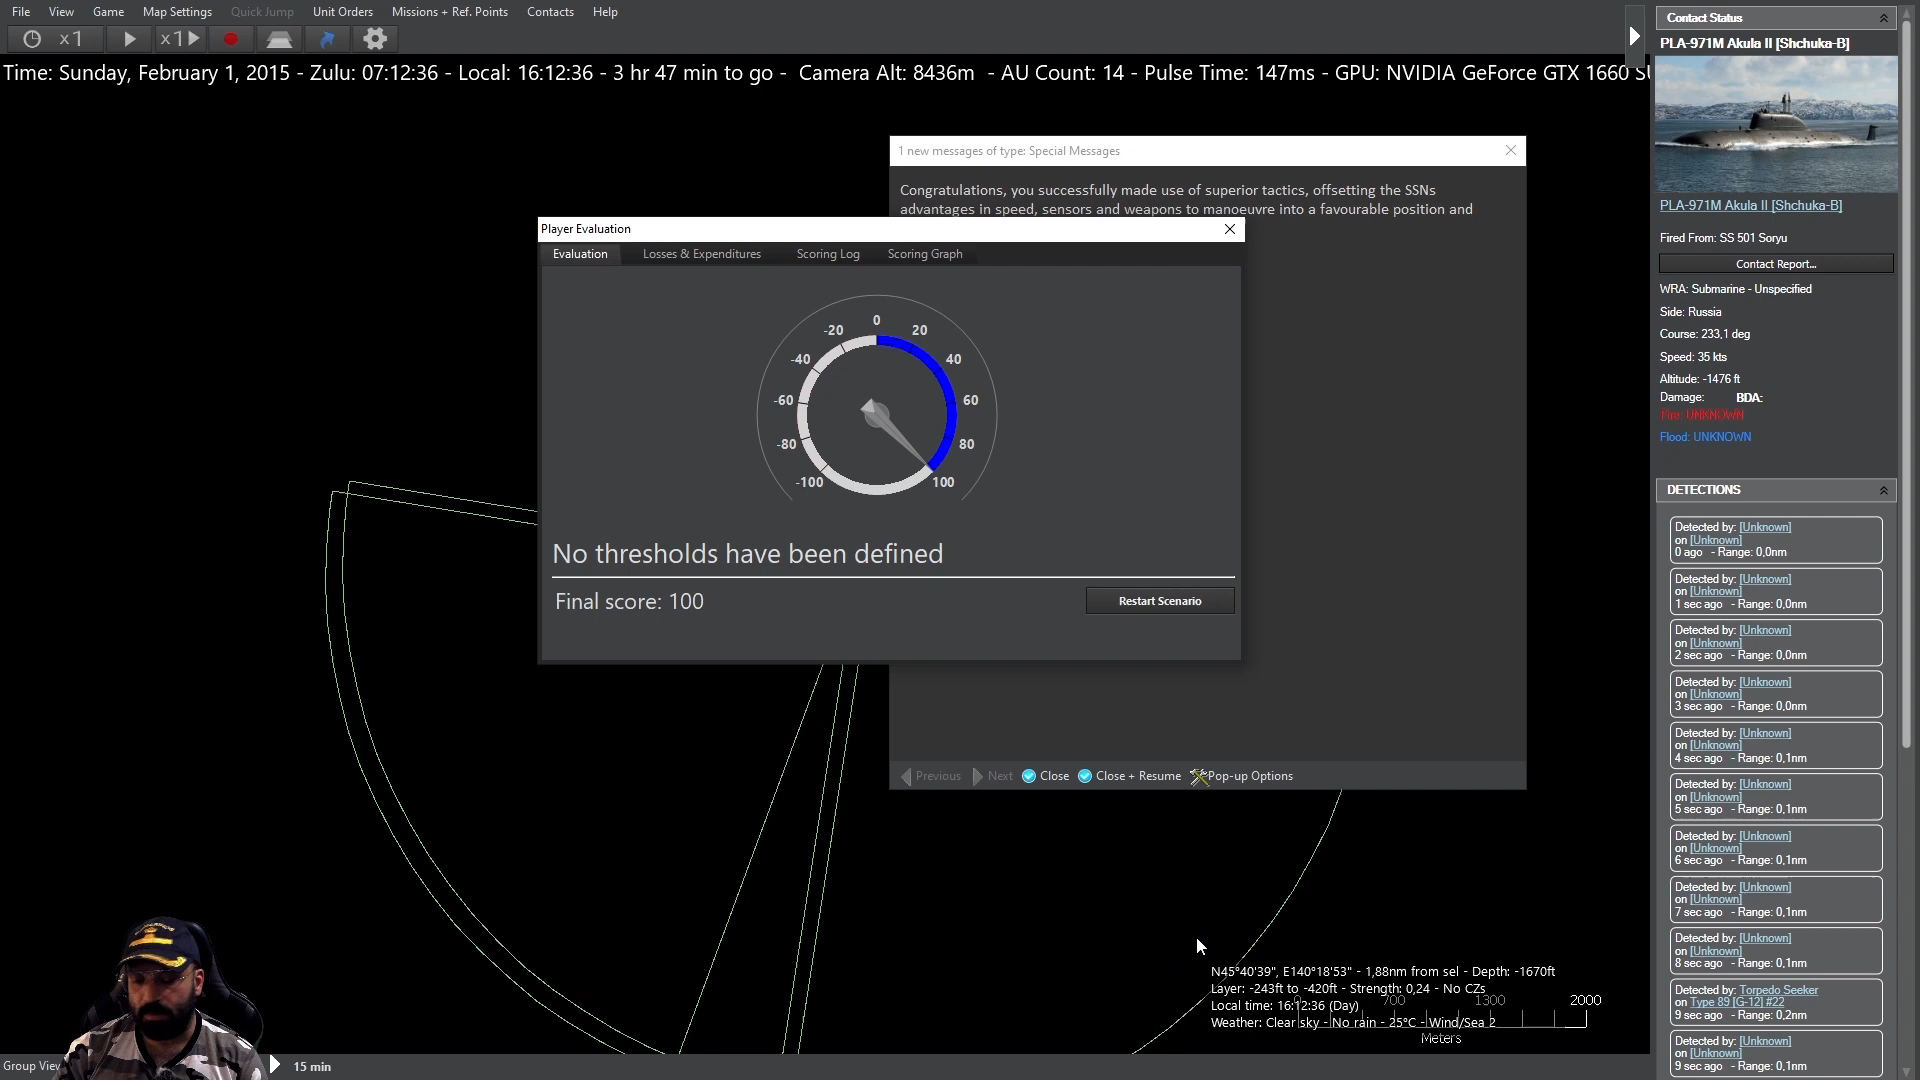 File View Game Map Settings Quick Jump Unit Orders Missions + Ref. Points Contacts Help
x1 x1
Time: Sunday, February 1, 2015 - Zulu: 07:12:36 - Local: 16:12:36 - 3 hr 47 min to go - Camera Alt: 8436m - AU Count: 14 - Pulse Time: 147ms - GPU: NVIDIA GeForce GTX 1660
1 new messages of type: Special Messages
Congratulations, you successfully made use of superior tactics, offsetting the SSNs
advantages in speed, sensors and weapons to manoeuvre into a favourable position and
Player Evaluation
Evaluation Losses & Expenditures Scoring Log Scoring Graph
0
-20 20
-40 40
-60 60
-80 80
-100 100
No thresholds have been defined
Final score: 100
Restart Scenario
Previous Next Close Close + Resume Pop-up Options
N45°40'39", E140°18'53" - 1,88nm from sel - Depth: -1670ft
Layer: -243ft to -420ft - Strength: 0,24 - No CZs
Local time: 16:12:36 (Day)
Weather: Clear sky - No rain - 25°C - Wind/Sea 2
0 700 1300 2000
Meters
Group View
15 min
Contact Status
PLA-971M Akula II [Shchuka-B]
PLA-971M Akula II [Shchuka-B]
Fired From: SS 501 Soryu
Contact Report...
WRA: Submarine - Unspecified
Side: Russia
Course: 233,1 deg
Speed: 35 kts
Altitude: -1476 ft
Damage: BDA:
Fire: UNKNOWN
Flood: UNKNOWN
DETECTIONS
Detected by: [Unknown]
on [Unknown]
0 ago - Range: 0,0nm
Detected by: [Unknown]
on [Unknown]
1 sec ago - Range: 0,0nm
Detected by: [Unknown]
on [Unknown]
2 sec ago - Range: 0,0nm
Detected by: [Unknown]
on [Unknown]
3 sec ago - Range: 0,0nm
Detected by: [Unknown]
on [Unknown]
4 sec ago - Range: 0,1nm
Detected by: [Unknown]
on [Unknown]
5 sec ago - Range: 0,1nm
Detected by: [Unknown]
on [Unknown]
6 sec ago - Range: 0,1nm
Detected by: [Unknown]
on [Unknown]
7 sec ago - Range: 0,1nm
Detected by: [Unknown]
on [Unknown]
8 sec ago - Range: 0,1nm
Detected by: Torpedo Seeker
on Type 89 [G-12] #22
9 sec ago - Range: 0,2nm
Detected by: [Unknown]
on [Unknown]
9 sec ago - Range: 0,1nm